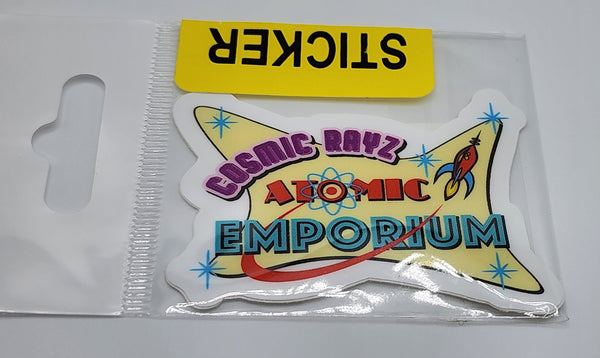 STICKER
COSMIC RAYZ
ATOMIC
EMPORIUM